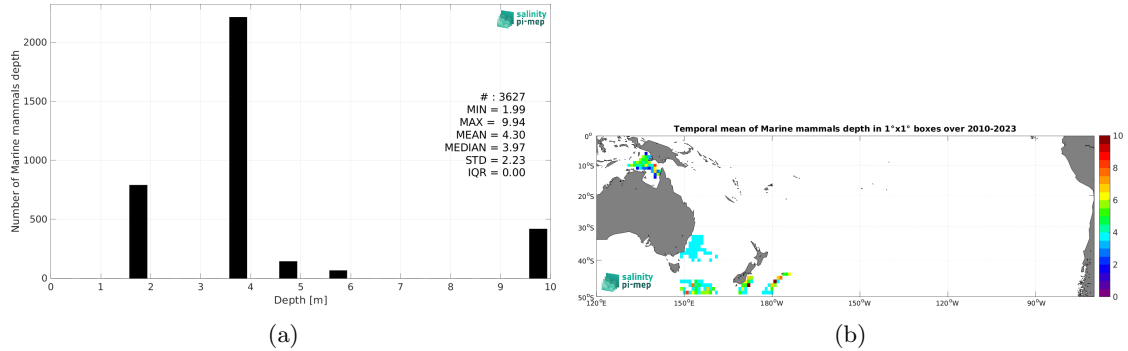 salinity
pi-mep
Number of Marine mammals depth
2000
1500
1000
500
0
# : 3627
MIN = 1.99
MAX = 9.94
MEAN = 4.30
MEDIAN = 3.97
STD = 2.23
IQR = 0.00
0 1 2 3 4 5 6 7 8 9 10
Depth [m]
(a)
Temporal mean of Marine mammals depth in 1°x1° boxes over 2010-2023
0°
10°S
20°S
30°S
40°S
50°S
120°E 150°E 180°W 150°W 120°W 90°W
salinity
pi-mep
10
8
6
4
2
0
(b)